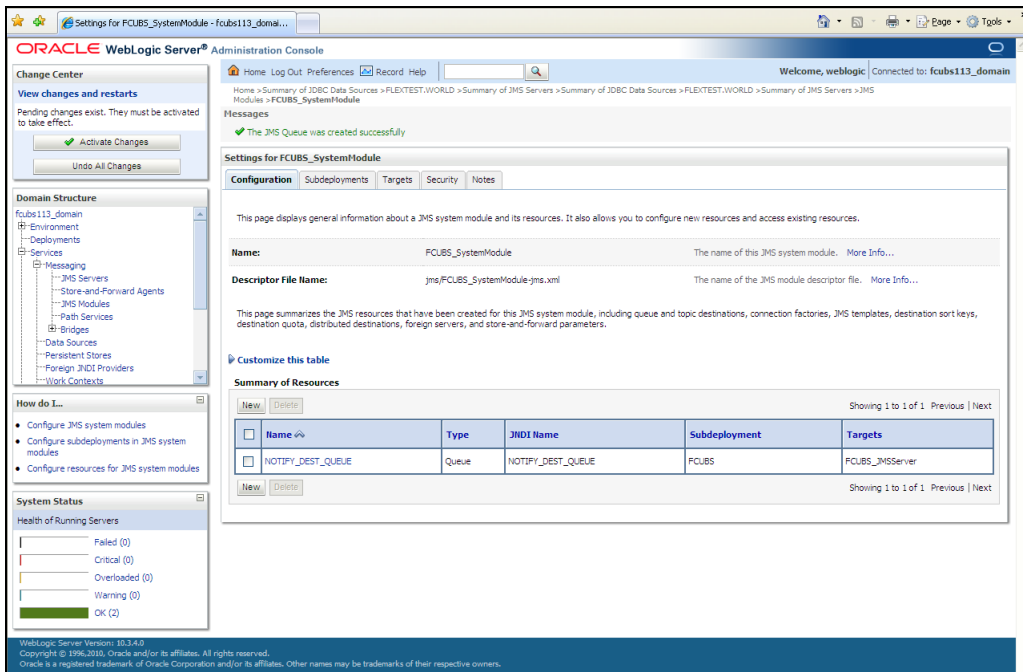 Settings for FCUBS_SystemModule - fcubs113_domai...
Page
Tools
ORACLE WebLogic Server® Administration Console
Change Center
View changes and restarts
Pending changes exist. They must be activated
to take effect.
Activate Changes
Undo All Changes
Domain Structure
fcubs113_domain
Environment
Deployments
Services
Messaging
JMS Servers
Store-and-Forward Agents
JMS Modules
Path Services
Bridges
Data Sources
Persistent Stores
Foreign JNDI Providers
Work Contexts
How do I...
Configure JMS system modules
Configure subdeployments in JMS system
modules
Configure resources for JMS system modules
System Status
Health of Running Servers
Failed (0)
Critical (0)
Overloaded (0)
Warning (0)
OK (2)
Home Log Out Preferences Record Help
Welcome, weblogic Connected to: fcubs113_domain
Home >Summary of JDBC Data Sources >FLEXTEST.WORLD >Summary of JMS Servers >Summary of JDBC Data Sources >FLEXTEST.WORLD >Summary of JMS Servers >JMS
Modules >FCUBS_SystemModule
Messages
The JMS Queue was created successfully
Settings for FCUBS_SystemModule
Configuration Subdeployments Targets Security Notes
This page displays general information about a JMS system module and its resources. It also allows you to configure new resources and access existing resources.
Name: FCUBS_SystemModule The name of this JMS system module. More Info...
Descriptor File Name: jms/FCUBS_SystemModule-jms.xml The name of the JMS module descriptor file. More Info...
This page summarizes the JMS resources that have been created for this JMS system module, including queue and topic destinations, connection factories, JMS templates, destination sort keys,
destination quota, distributed destinations, foreign servers, and store-and-forward parameters.
Customize this table
Summary of Resources
New Delete Showing 1 to 1 of 1 Previous | Next
Name Type JNDI Name Subdeployment Targets
NOTIFY_DEST_QUEUE Queue NOTIFY_DEST_QUEUE FCUBS FCUBS_JMSServer
New Delete Showing 1 to 1 of 1 Previous | Next
WebLogic Server Version: 10.3.4.0
Copyright © 1996,2010, Oracle and/or its affiliates. All rights reserved.
Oracle is a registered trademark of Oracle Corporation and/or its affiliates. Other names may be trademarks of their respective owners.